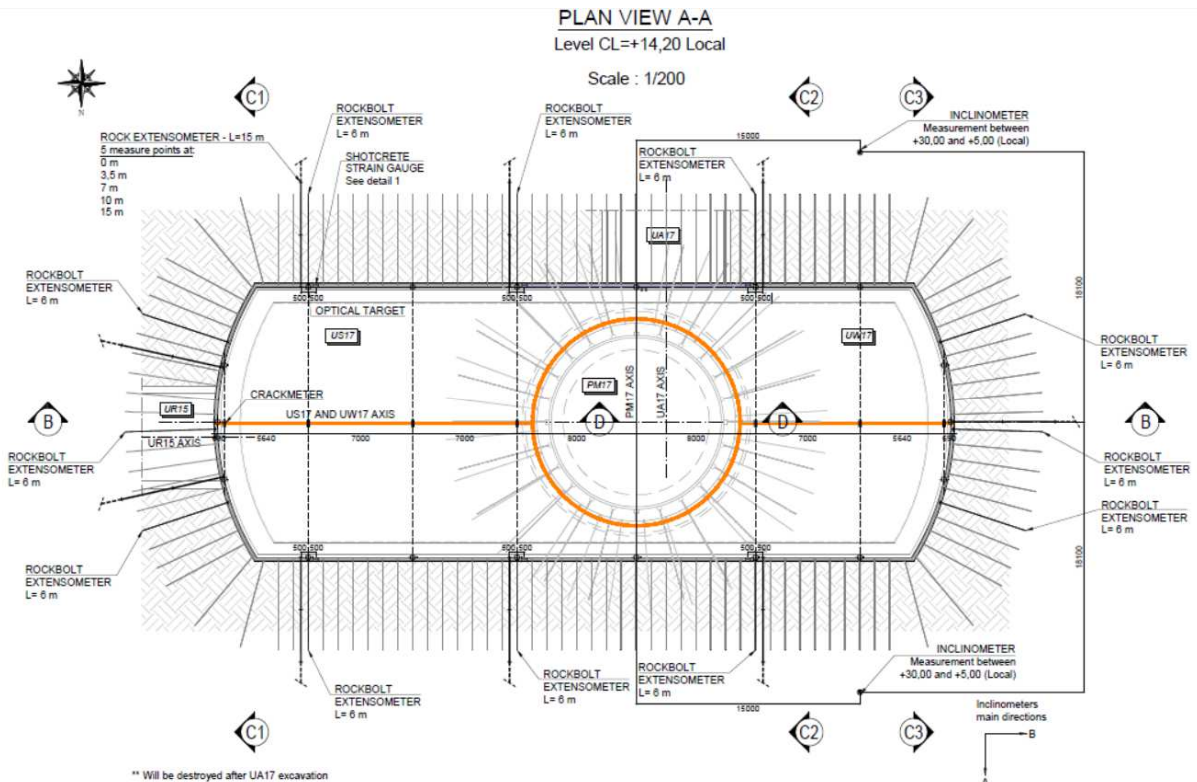 PLAN VIEW A-A
Level CL=+14,20 Local
Scale : 1/200
N
C1
C2
C3
ROCK EXTENSOMETER - L=15 m
5 measure points at:
0 m
3,5 m
7 m
10 m
15 m
ROCKBOLT
EXTENSOMETER
L= 6 m
SHOTCRETE
STRAIN GAUGE
See detail 1
ROCKBOLT
EXTENSOMETER
L= 6 m
ROCKBOLT
EXTENSOMETER
L= 6 m
15000
INCLINOMETER
Measurement between
+30,00 and +5,00 (Local)
UA17
ROCKBOLT
EXTENSOMETER
L= 6 m
500 500
500 500
500 500
OPTICAL TARGET
US17
UW17
18100
ROCKBOLT
EXTENSOMETER
L= 6 m
PM17
PM17 AXIS
UA17 AXIS
CRACKMETER
UR15
US17 AND UW17 AXIS
B
D
D
B
UR15 AXIS
5640
7000
7000
8000
8000
7000
5640
ROCKBOLT
EXTENSOMETER
L= 6 m
ROCKBOLT
EXTENSOMETER
L= 6 m
ROCKBOLT
EXTENSOMETER
L= 6 m
18100
500 500
500 500
500 500
ROCKBOLT
EXTENSOMETER
L= 6 m
ROCKBOLT
EXTENSOMETER
L= 6 m
ROCKBOLT
EXTENSOMETER
L= 6 m
ROCKBOLT
EXTENSOMETER
L= 6 m
INCLINOMETER
Measurement between
+30,00 and +5,00 (Local)
15000
Inclinometers
main directions
B
C1
C2
C3
** Will be destroyed after UA17 excavation